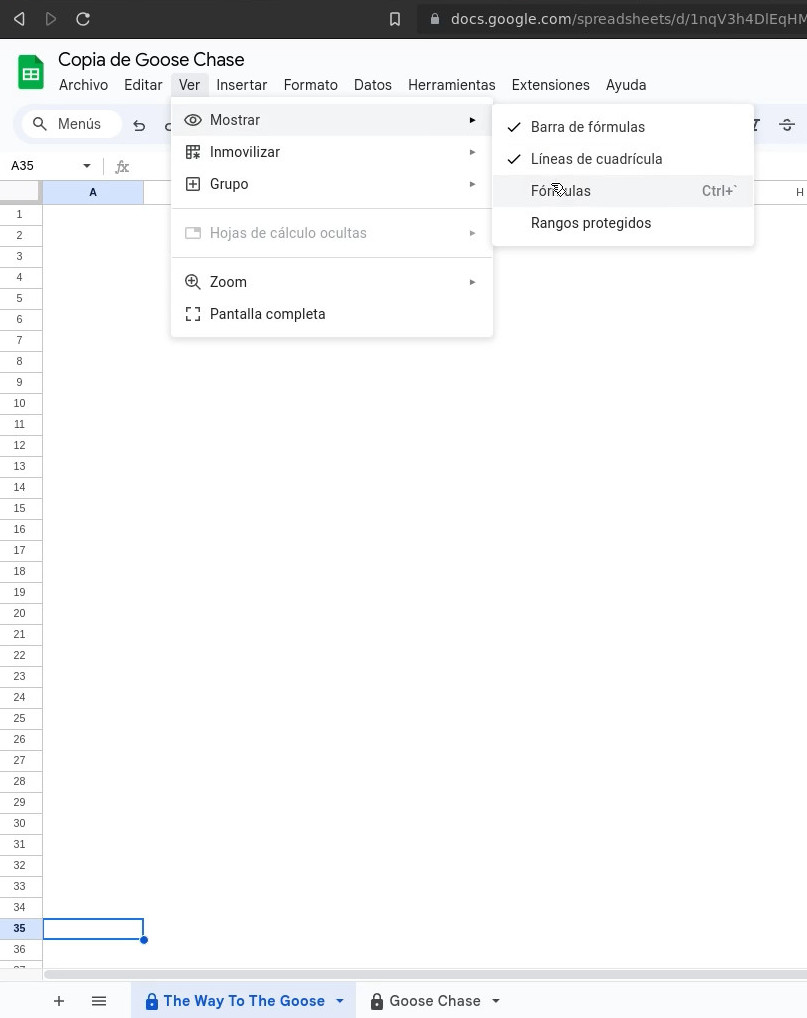 docs.google.com/spreadsheets/d/1nqV3h4DlEqHM
Copia de Goose Chase
Archivo Editar Ver Insertar Formato Datos Herramientas Extensiones Ayuda
Menús
Mostrar
Inmovilizar
Grupo
Hojas de cálculo ocultas
Zoom
Pantalla completa
Barra de fórmulas
Líneas de cuadrícula
Fórmulas Ctrl+`
Rangos protegidos
A35 fx
A H
1
2
3
4
5
6
7
8
9
10
11
12
13
14
15
16
17
18
19
20
21
22
23
24
25
26
27
28
29
30
31
32
33
34
35
36
The Way To The Goose Goose Chase